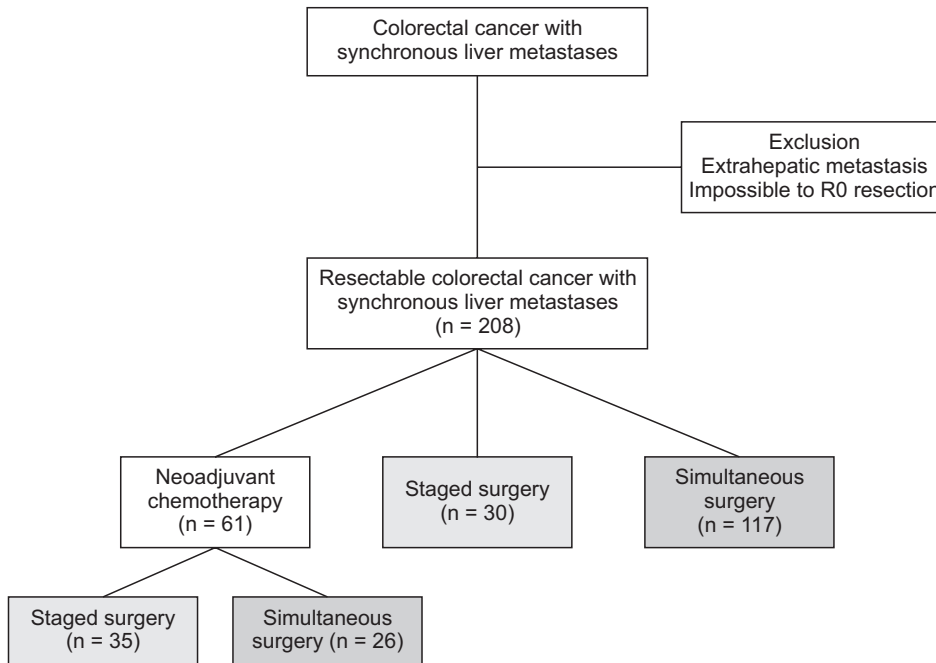 Colorectal cancer with
synchronous liver metastases
Exclusion
Extrahepatic metastasis
Impossible to R0 resection
Resectable colorectal cancer with
synchronous liver metastases
(n = 208)
Neoadjuvant
chemotherapy
(n = 61)
Staged surgery
(n = 30)
Simultaneous
surgery
(n = 117)
Staged surgery
(n = 35)
Simultaneous
surgery (n = 26)